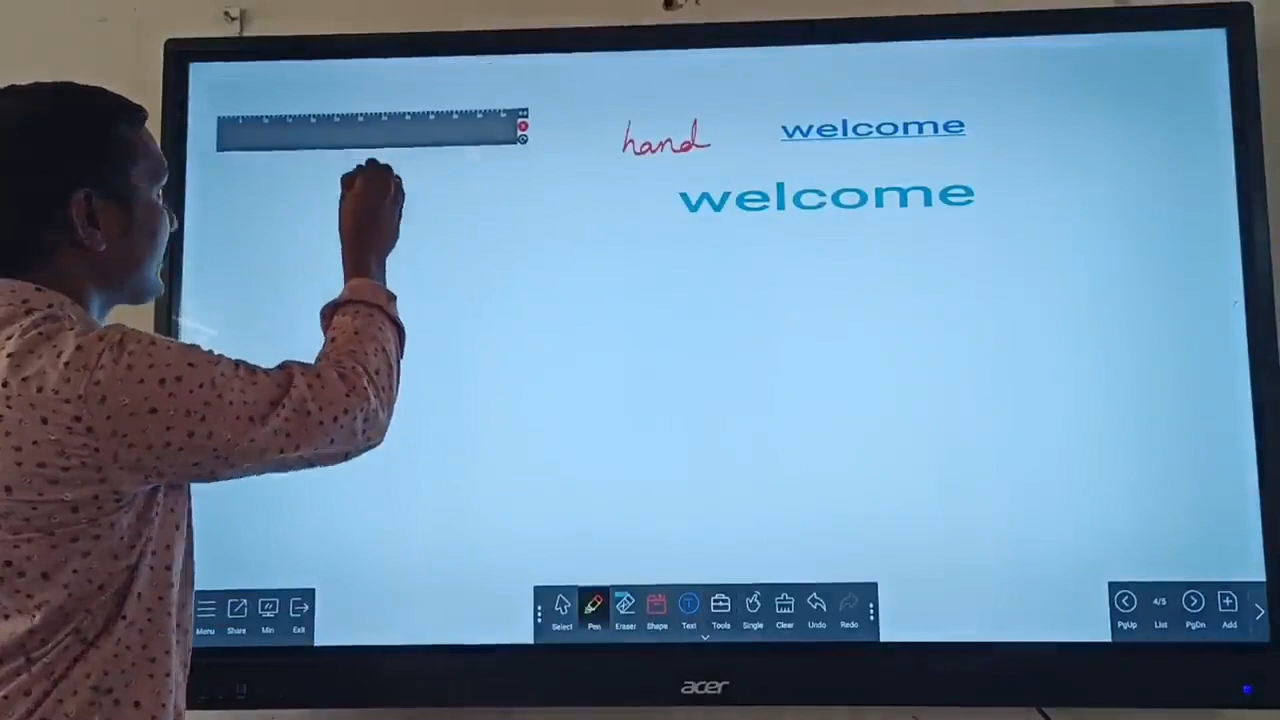 hand
welcome
welcome
Menu
Share
Min
Exit
Select
Pen
Eraser
Shape
Text
Tools
Single
Clear
Undo
Redo
PgUp
4/5
List
PgDn
Add
acer